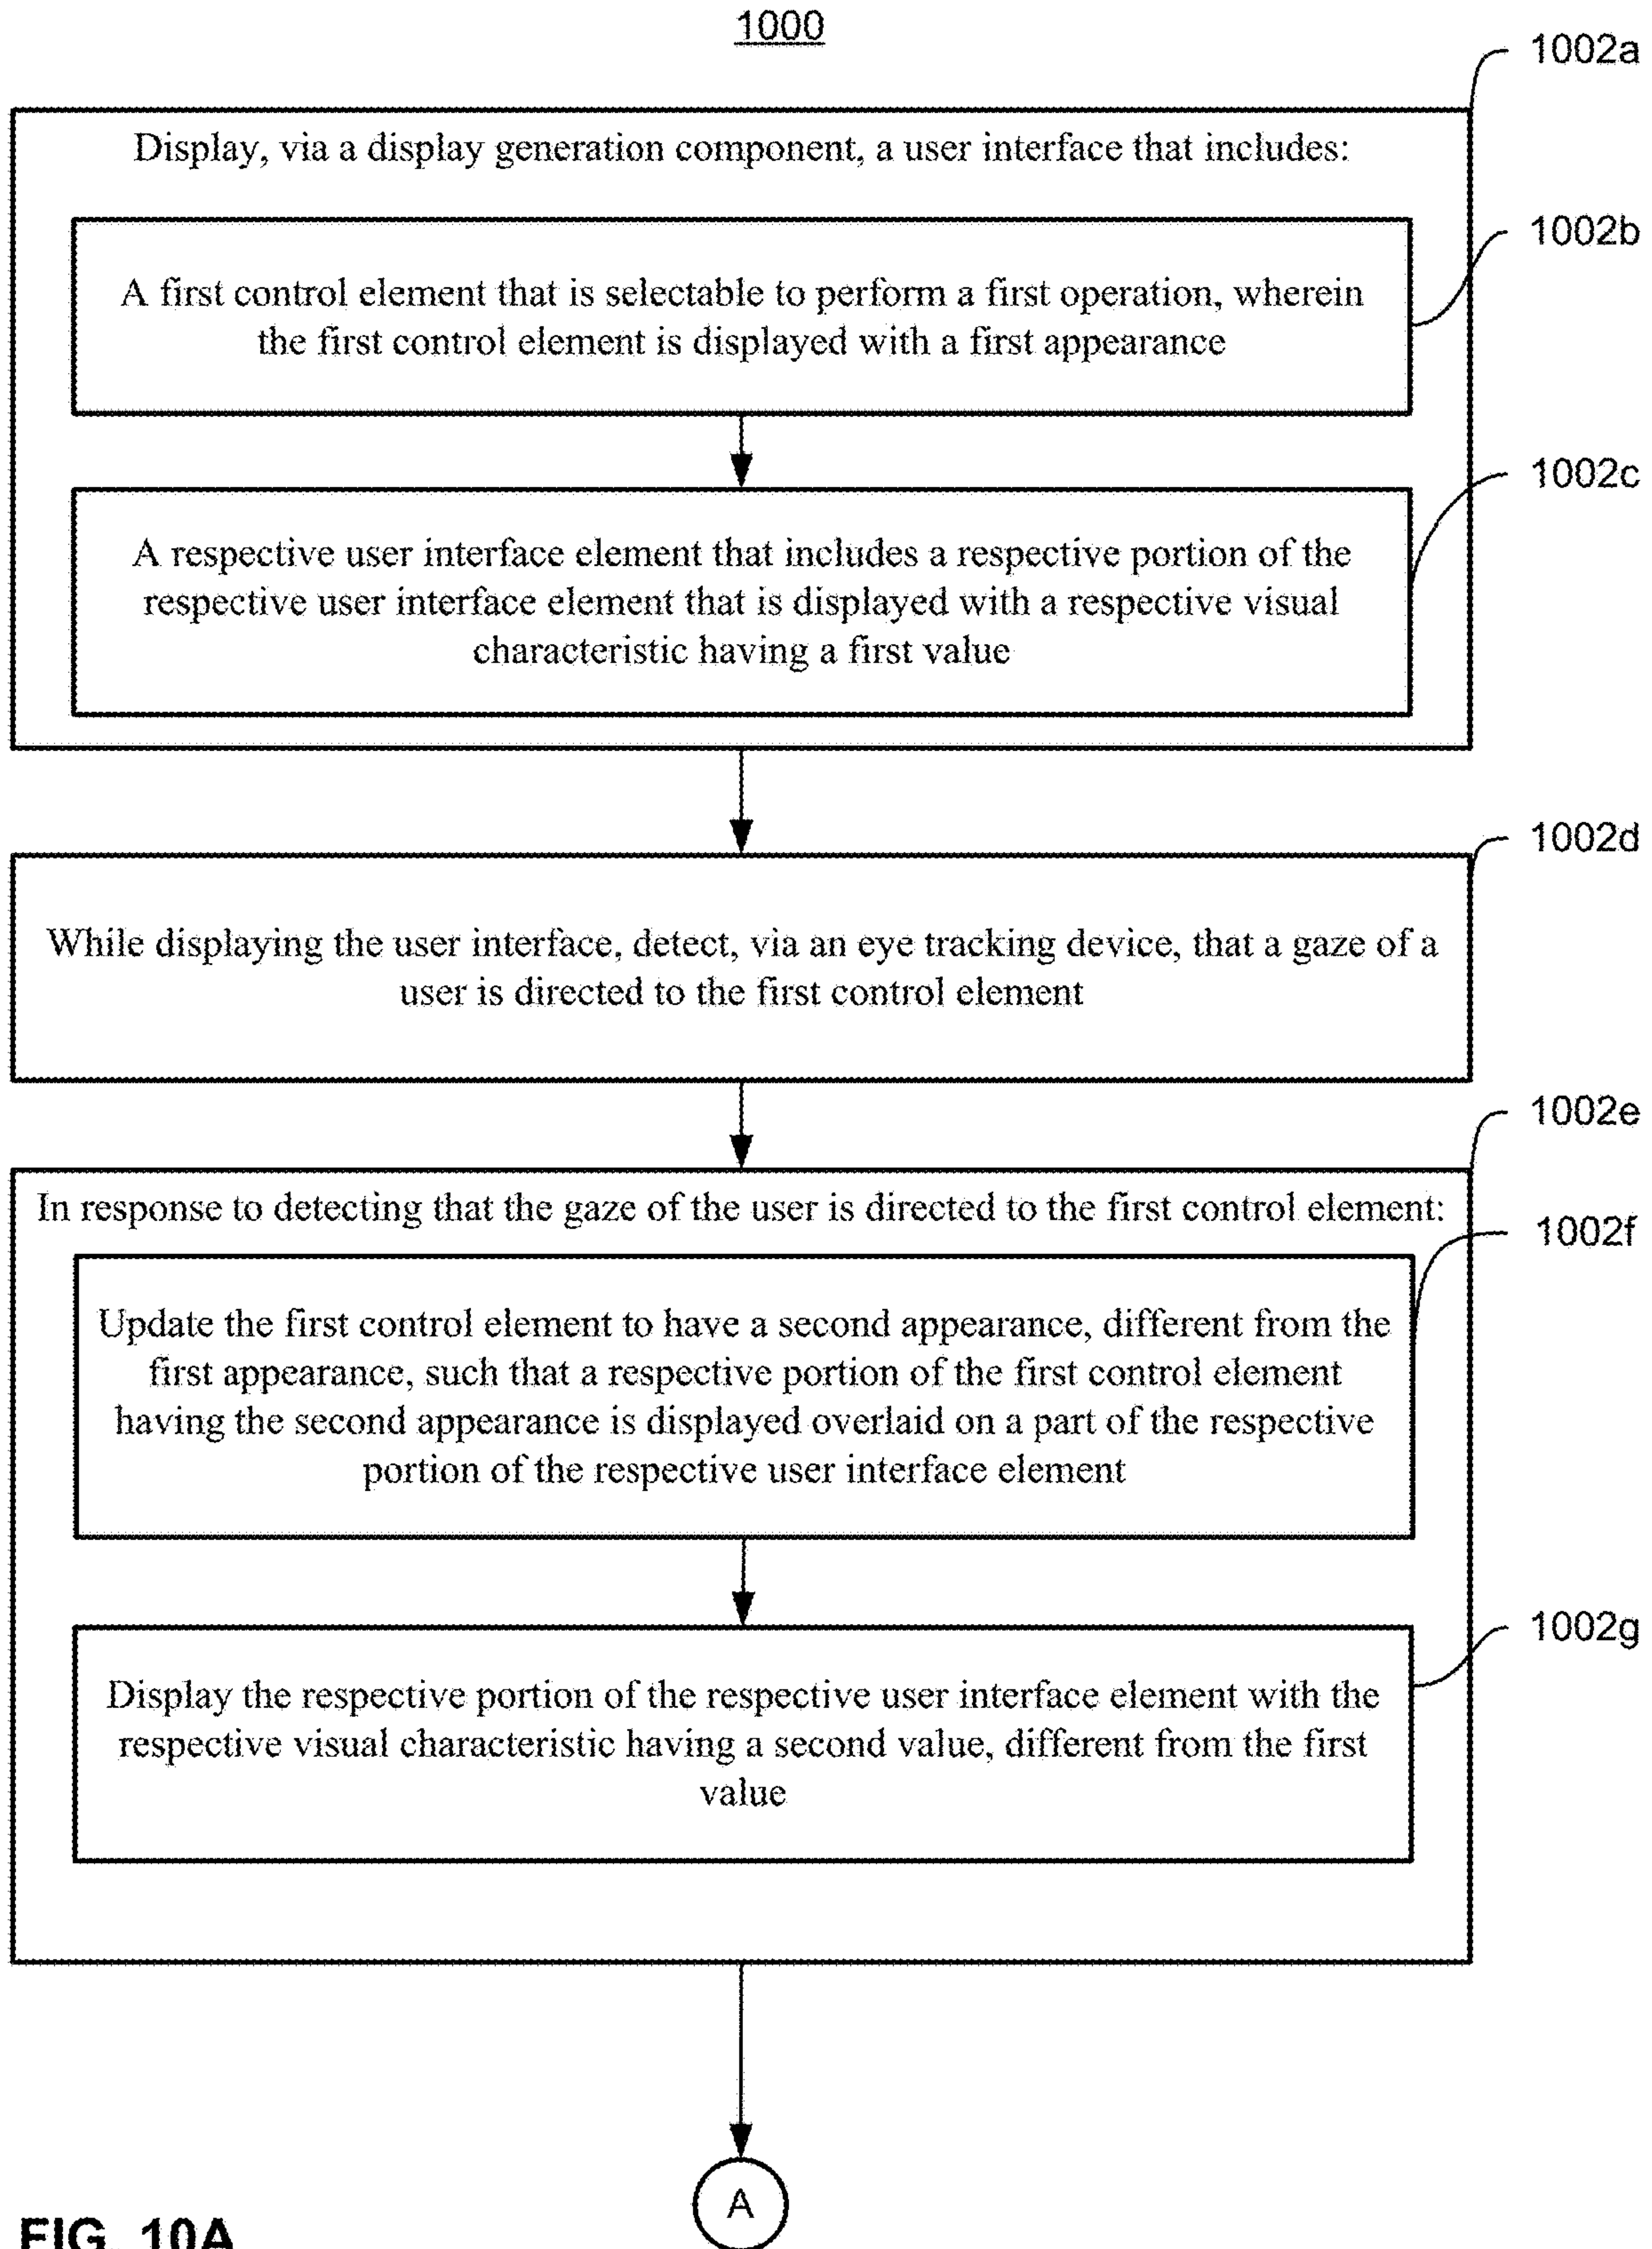 1000
1002a
Display, via a display generation component, a user interface that includes:
1002b
A first control element that is selectable to perform a first operation, wherein
the first control element is displayed with a first appearance
1002c
A respective user interface element that includes a respective portion of the
respective user interface element that is displayed with a respective visual
characteristic having a first value
1002d
While displaying the user interface, detect, via an eye tracking device, that a gaze of a
user is directed to the first control element
1002e
In response to detecting that the gaze of the user is directed to the first control element:
1002f
Update the first control element to have a second appearance, different from the
first appearance, such that a respective portion of the first control element
having the second appearance is displayed overlaid on a part of the respective
portion of the respective user interface element
1002g
Display the respective portion of the respective user interface element with the
respective visual characteristic having a second value, different from the first
value
A
FIG. 10A